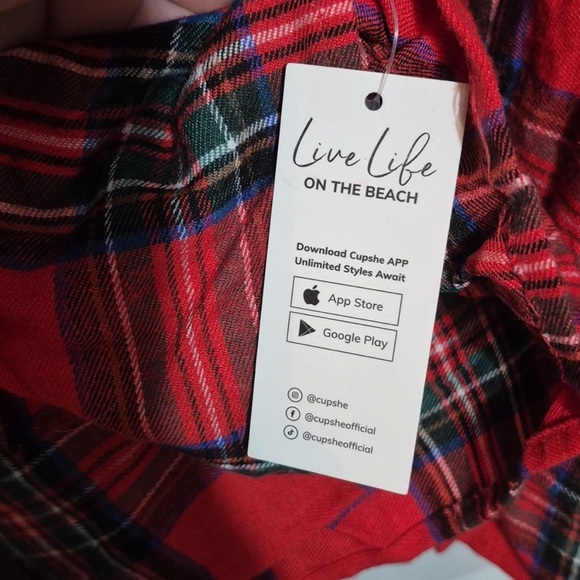 Live Life
ON THE BEACH
Download Cupshe APP
Unlimited Styles Await
App Store
Google Play
@cupshe
@cupsheofficial
@cupsheofficial